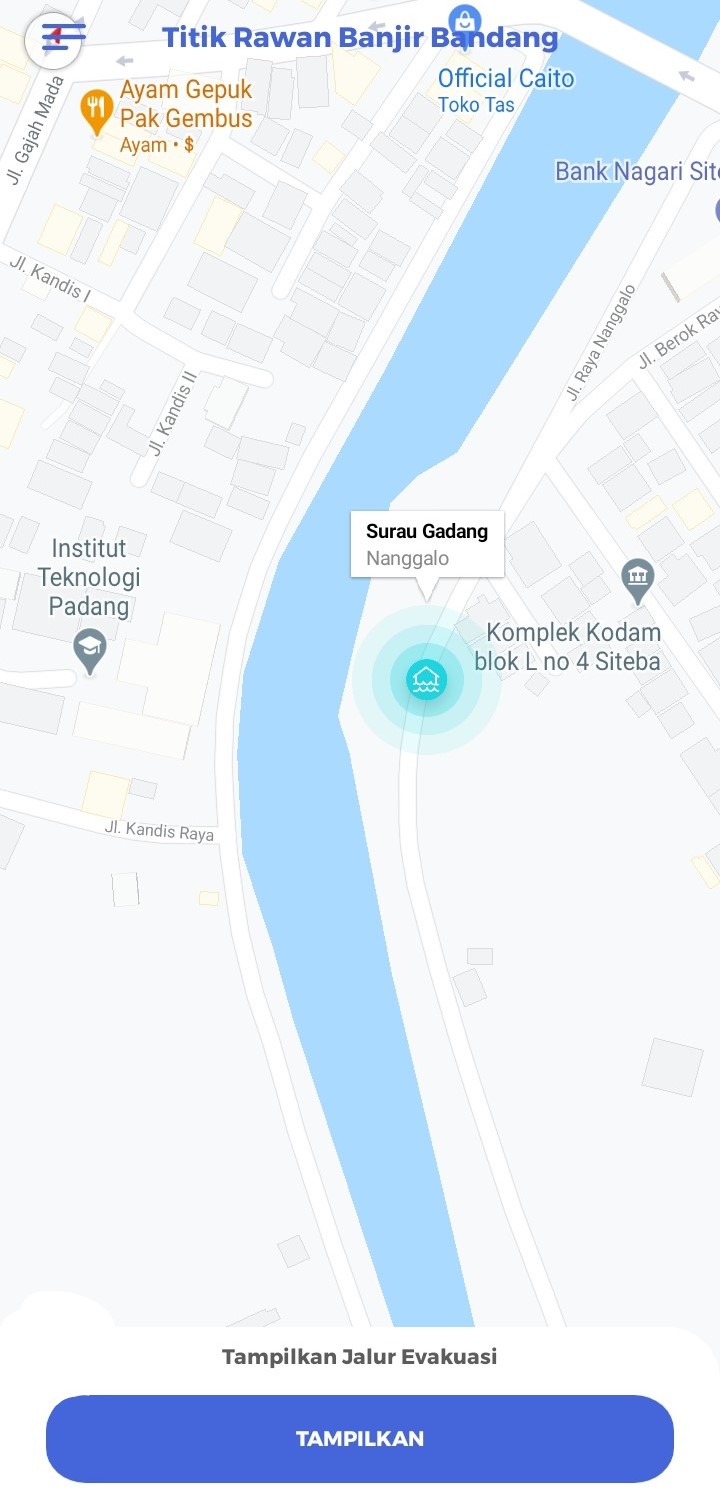 Titik Rawan Banjir Bandang
Jl. Gajah Mada
Ayam Gepuk
Pak Gembus
Ayam • $
Official Caito
Toko Tas
Bank Nagari Site
Jl. Kandis I
Jl. Raya Nanggalo
Jl. Berok Ray
Jl. Kandis II
Surau Gadang
Nanggalo
Institut
Teknologi
Padang
Komplek Kodam
blok L no 4 Siteba
Jl. Kandis Raya
Tampilkan Jalur Evakuasi
TAMPILKAN